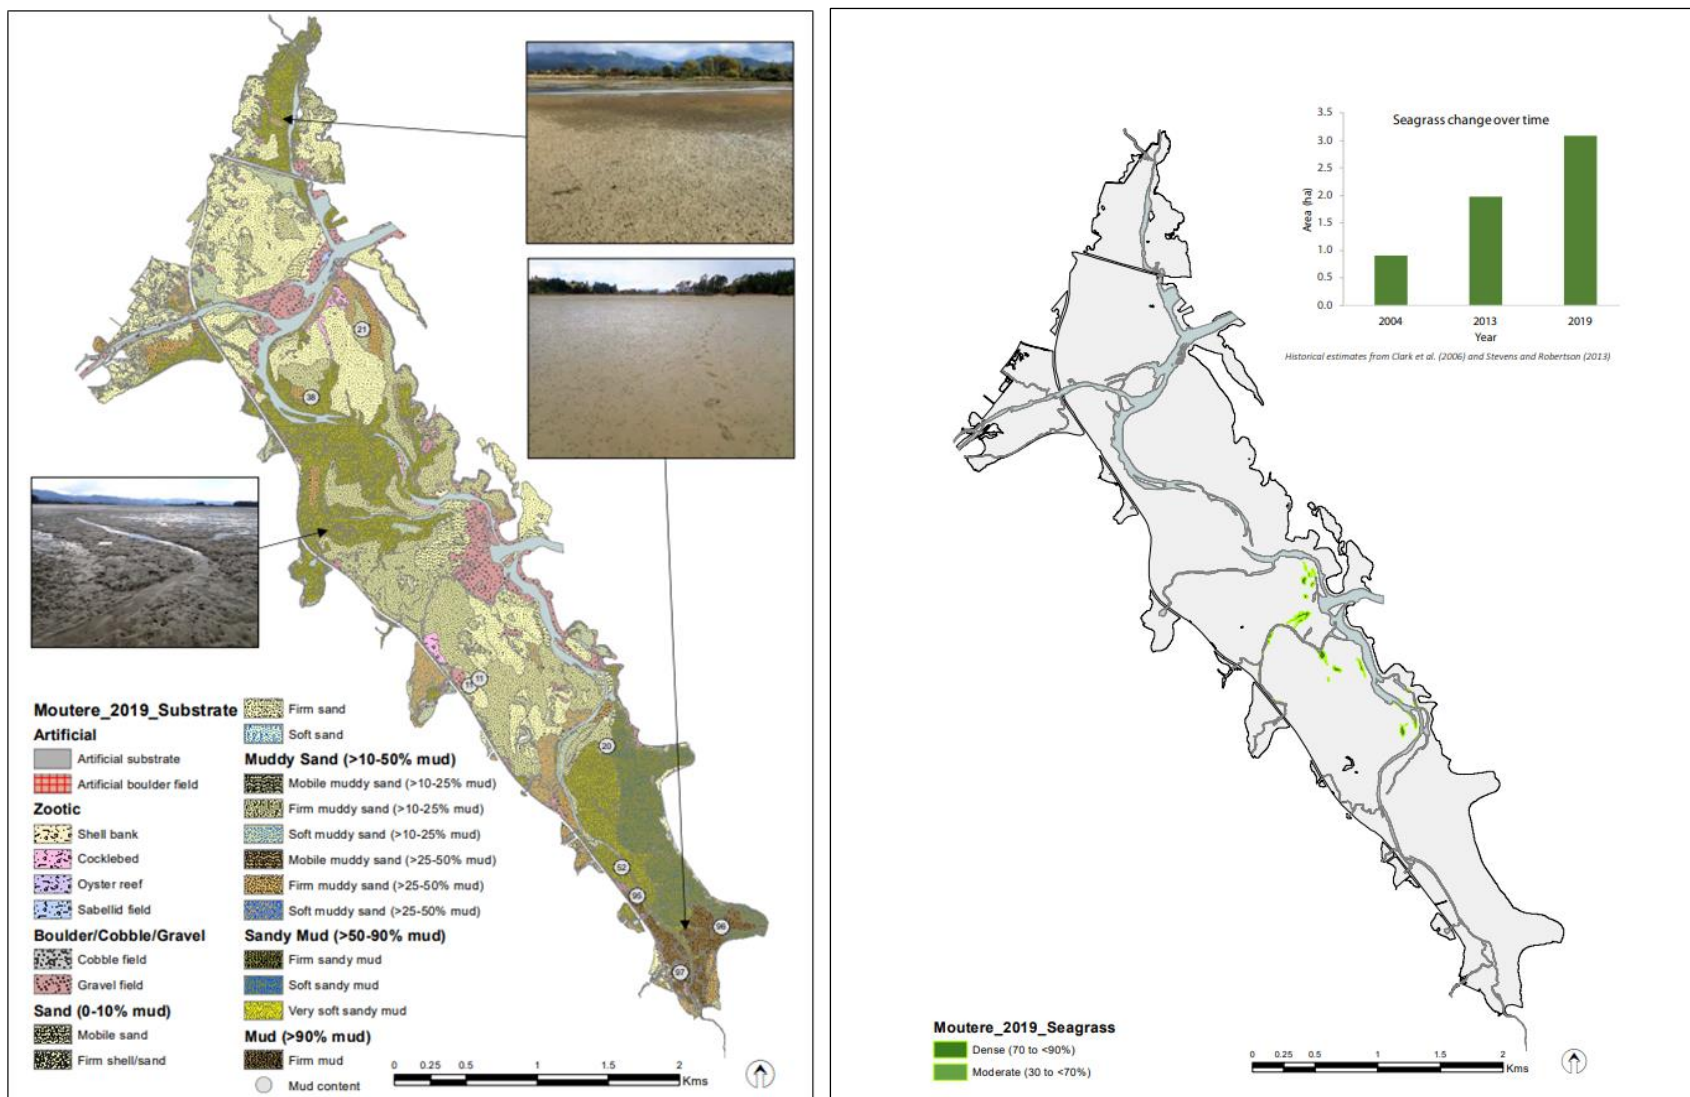 21
38
11
11
20
52
95
96
97
Moutere_2019_Substrate
Artificial
Artificial substrate
Artificial boulder field
Zootic
Shell bank
Cocklebed
Oyster reef
Sabellid field
Boulder/Cobble/Gravel
Cobble field
Gravel field
Sand (0-10% mud)
Mobile sand
Firm shell/sand
Firm sand
Soft sand
Muddy Sand (>10-50% mud)
Mobile muddy sand (>10-25% mud)
Firm muddy sand (>10-25% mud)
Soft muddy sand (>10-25% mud)
Mobile muddy sand (>25-50% mud)
Firm muddy sand (>25-50% mud)
Soft muddy sand (>25-50% mud)
Sandy Mud (>50-90% mud)
Firm sandy mud
Soft sandy mud
Very soft sandy mud
Mud (>90% mud)
Firm mud
Mud content
0 0.25 0.5 1 1.5 2
Kms
Seagrass change over time
3.5
3.0
2.5
2.0
1.5
1.0
0.5
0.0
Area (ha)
2004 2013 2019
Year
Historical estimates from Clark et al. (2006) and Stevens and Robertson (2013)
Moutere_2019_Seagrass
Dense (70 to <90%)
Moderate (30 to <70%)
0 0.25 0.5 1 1.5 2
Kms